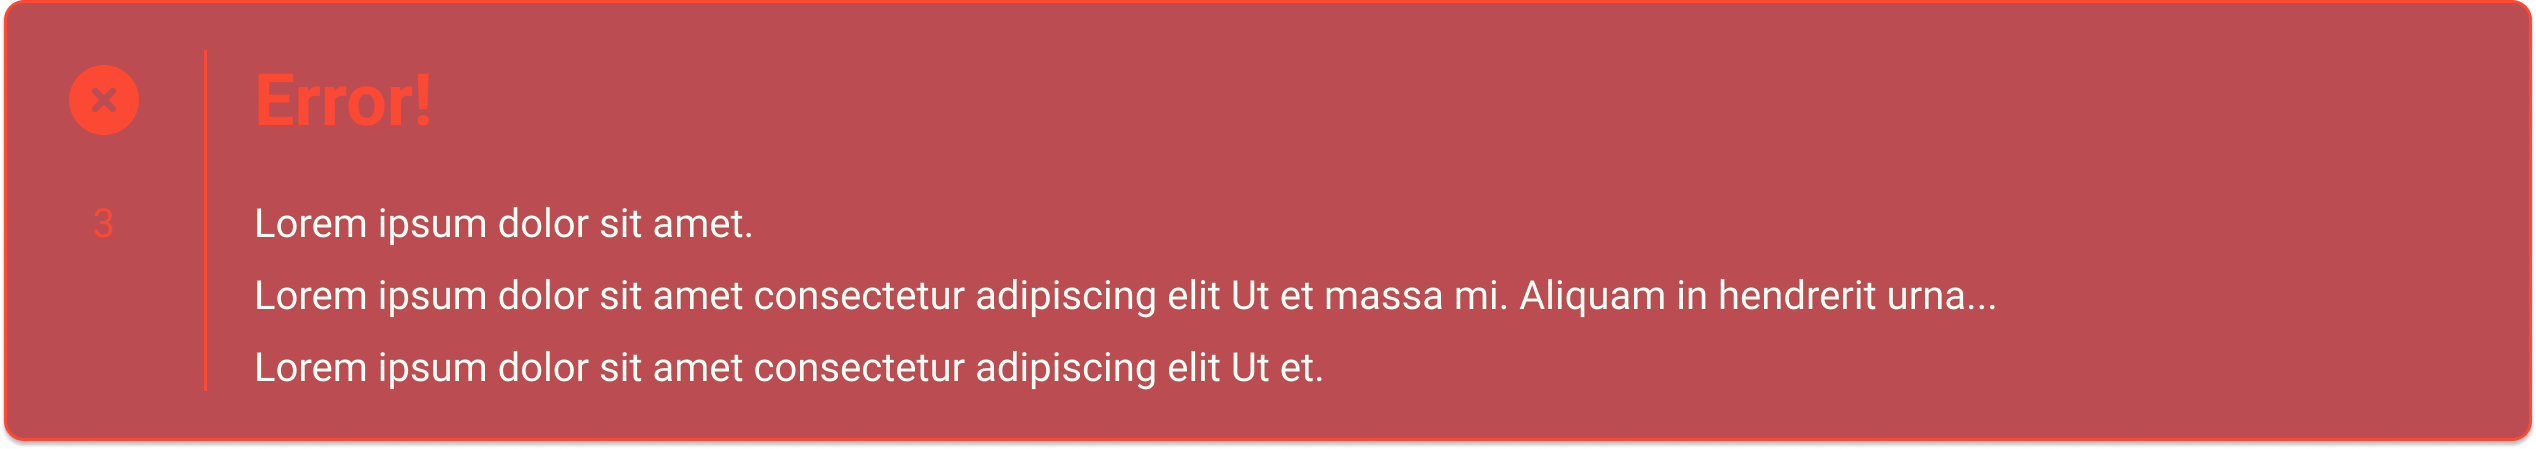 Error!
3
Lorem ipsum dolor sit amet.
Lorem ipsum dolor sit amet consectetur adipiscing elit Ut et massa mi. Aliquam in hendrerit urna...
Lorem ipsum dolor sit amet consectetur adipiscing elit Ut et.